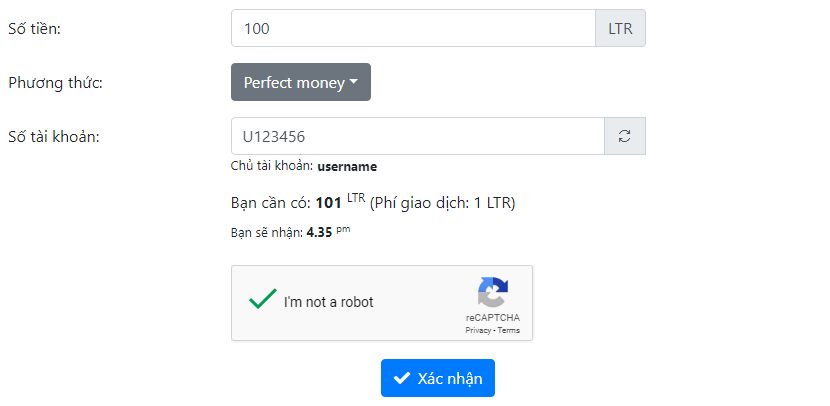 Số tiền: 100 LTR
Phương thức: Perfect money
Số tài khoản: U123456
Chủ tài khoản: username
Bạn cần có: 101 LTR (Phí giao dịch: 1 LTR)
Bạn sẽ nhận: 4.35 pm
I'm not a robot
reCAPTCHA
Privacy - Terms
Xác nhận